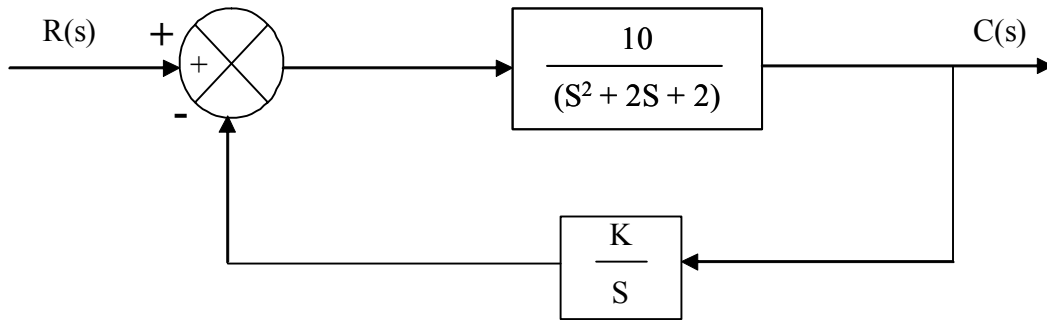 R(s)
+
+
-
10
(S² + 2S + 2)
C(s)
K
S